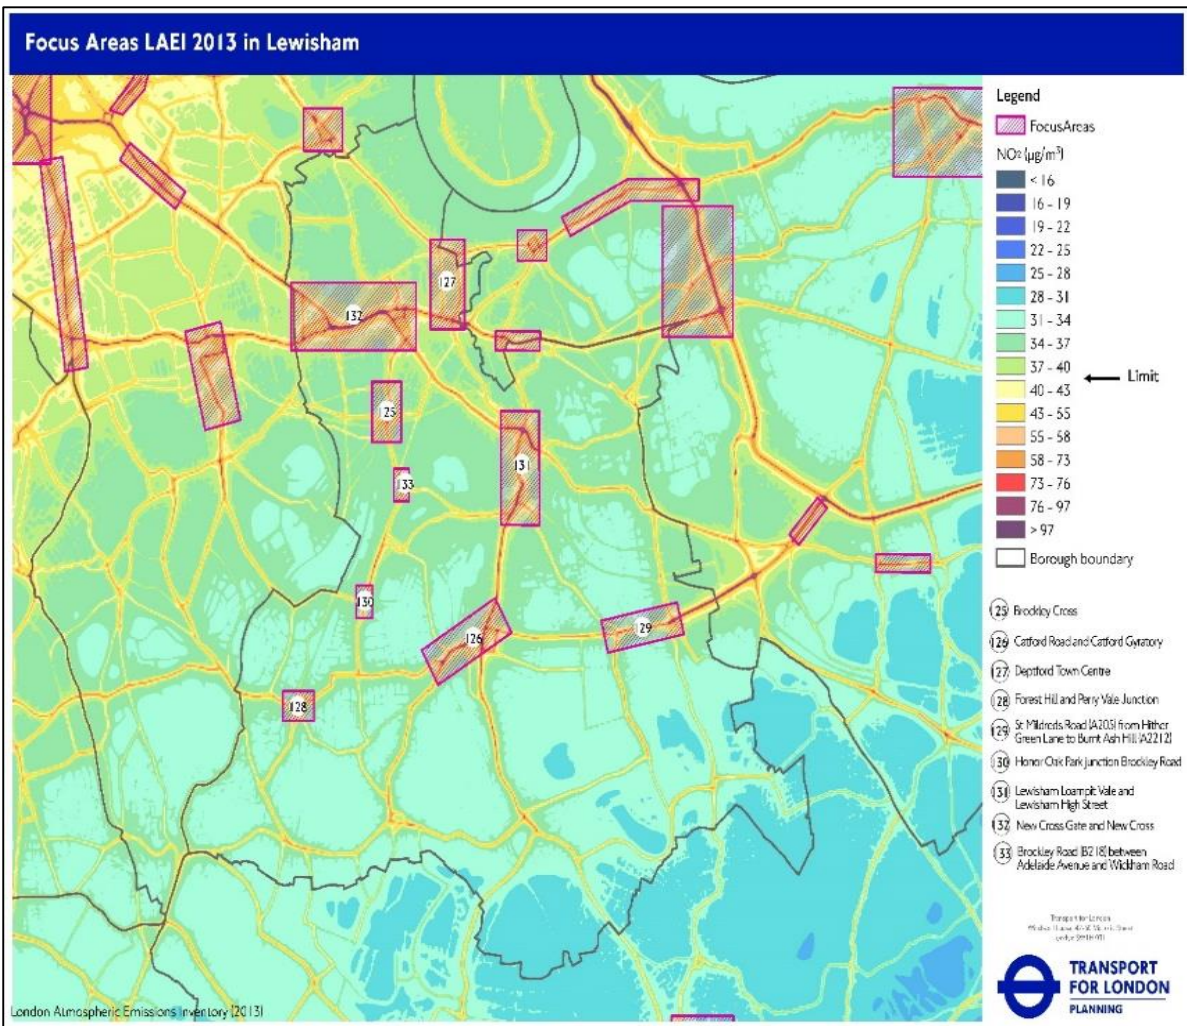 Focus Areas LAEI 2013 in Lewisham
Legend
FocusAreas
NO2 (µg/m³)
< 16
16 - 19
19 - 22
22 - 25
25 - 28
28 - 31
31 - 34
34 - 37
37 - 40
40 - 43
43 - 55
55 - 58
58 - 73
73 - 76
76 - 97
> 97
Limit
Borough boundary
125 Brockley Cross
126 Catford Road and Catford Gyratory
127 Deptford Town Centre
128 Forest Hill and Perry Vale Junction
129 St Mildreds Road (A205) from Hither
Green Lane to Burnt Ash Hill (A2212)
130 Honor Oak Park junction Brockley Road
131 Lewisham Loampit Vale and
Lewisham High Street
132 New Cross Gate and New Cross
133 Brockley Road (B218) between
Adelaide Avenue and Wickham Road
127
132
125
131
133
130
126
129
128
Transport for London
TRANSPORT
FOR LONDON
PLANNING
London Atmospheric Emissions Inventory (2013)